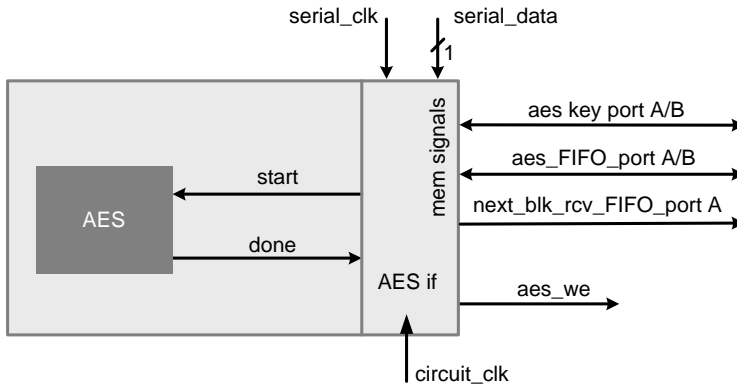 serial_clk
serial_data
1
mem signals
aes key port A/B
aes_FIFO_port A/B
start
next_blk_rcv_FIFO_port A
AES
done
AES if
aes_we
circuit_clk